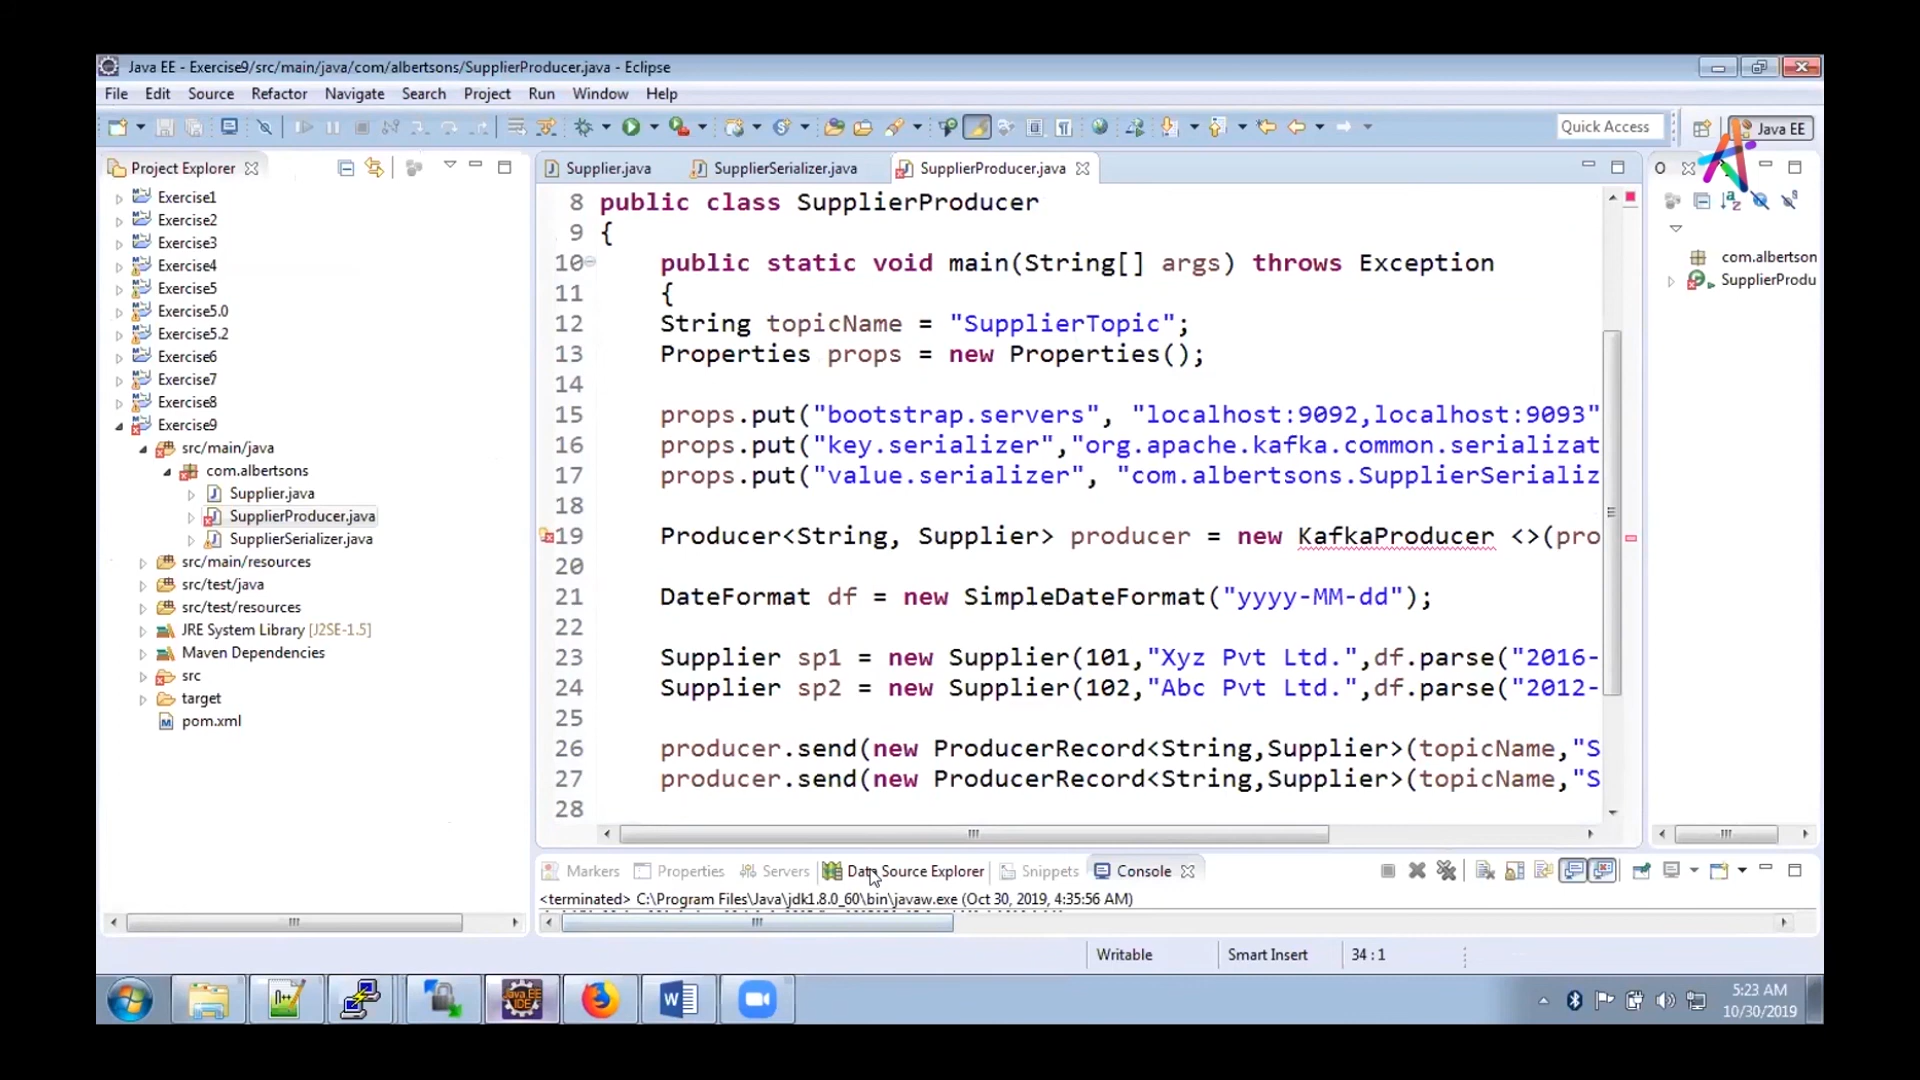 Java EE - Exercise9/src/main/java/com/albertsons/SupplierProducer.java - Eclipse
File Edit Source Refactor Navigate Search Project Run Window Help
Quick Access
Java EE
Project Explorer
Supplier.java
SupplierSerializer.java
SupplierProducer.java
Exercise1
Exercise2
Exercise3
Exercise4
Exercise5
Exercise5.0
Exercise5.2
Exercise6
Exercise7
Exercise8
Exercise9
src/main/java
com.albertsons
Supplier.java
SupplierProducer.java
SupplierSerializer.java
src/main/resources
src/test/java
src/test/resources
JRE System Library [J2SE-1.5]
Maven Dependencies
src
target
pom.xml
8 public class SupplierProducer
9 {
10 public static void main(String[] args) throws Exception
11 {
12 String topicName = "SupplierTopic";
13 Properties props = new Properties();
14
15 props.put("bootstrap.servers", "localhost:9092,localhost:9093"
16 props.put("key.serializer","org.apache.kafka.common.serializat
17 props.put("value.serializer", "com.albertsons.SupplierSerializ
18
19 Producer<String, Supplier> producer = new KafkaProducer <>(pro
20
21 DateFormat df = new SimpleDateFormat("yyyy-MM-dd");
22
23 Supplier sp1 = new Supplier(101,"Xyz Pvt Ltd.",df.parse("2016-
24 Supplier sp2 = new Supplier(102,"Abc Pvt Ltd.",df.parse("2012-
25
26 producer.send(new ProducerRecord<String,Supplier>(topicName,"S
27 producer.send(new ProducerRecord<String,Supplier>(topicName,"S
28
O
com.albertson
SupplierProdu
Markers Properties Servers Data Source Explorer Snippets Console
<terminated> C:\Program Files\Java\jdk1.8.0_60\bin\javaw.exe (Oct 30, 2019, 4:35:56 AM)
Writable Smart Insert 34 : 1
5:23 AM
10/30/2019